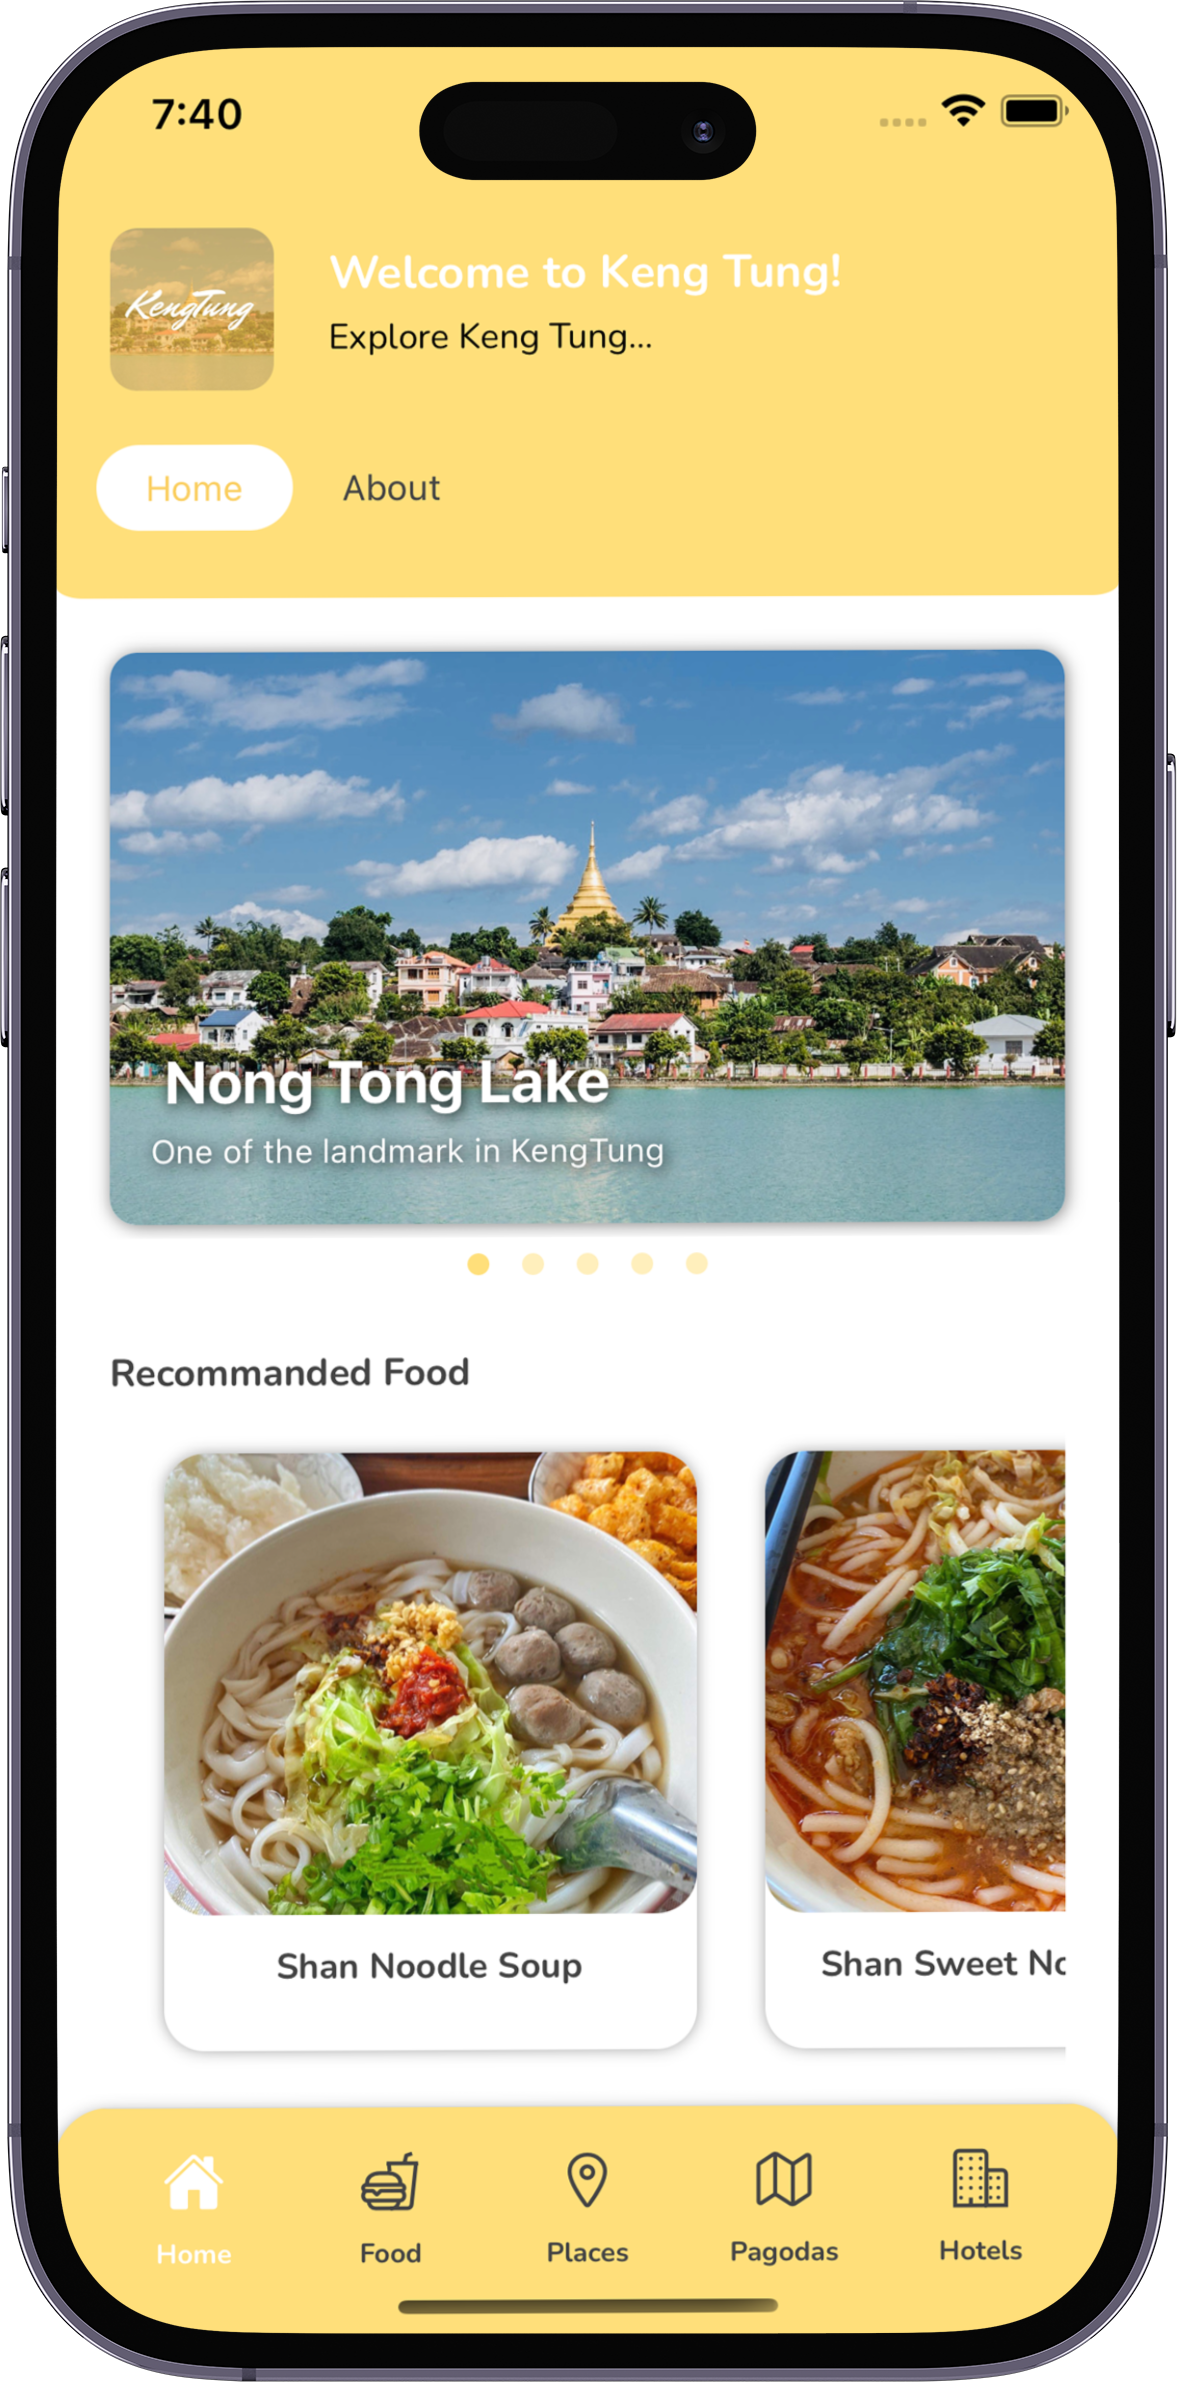 7:40
KengTung
Welcome to Keng Tung!
Explore Keng Tung...
Home
About
Nong Tong Lake
One of the landmark in KengTung
Recommanded Food
Shan Noodle Soup
Shan Sweet
Home
Food
Places
Pagodas
Hotels